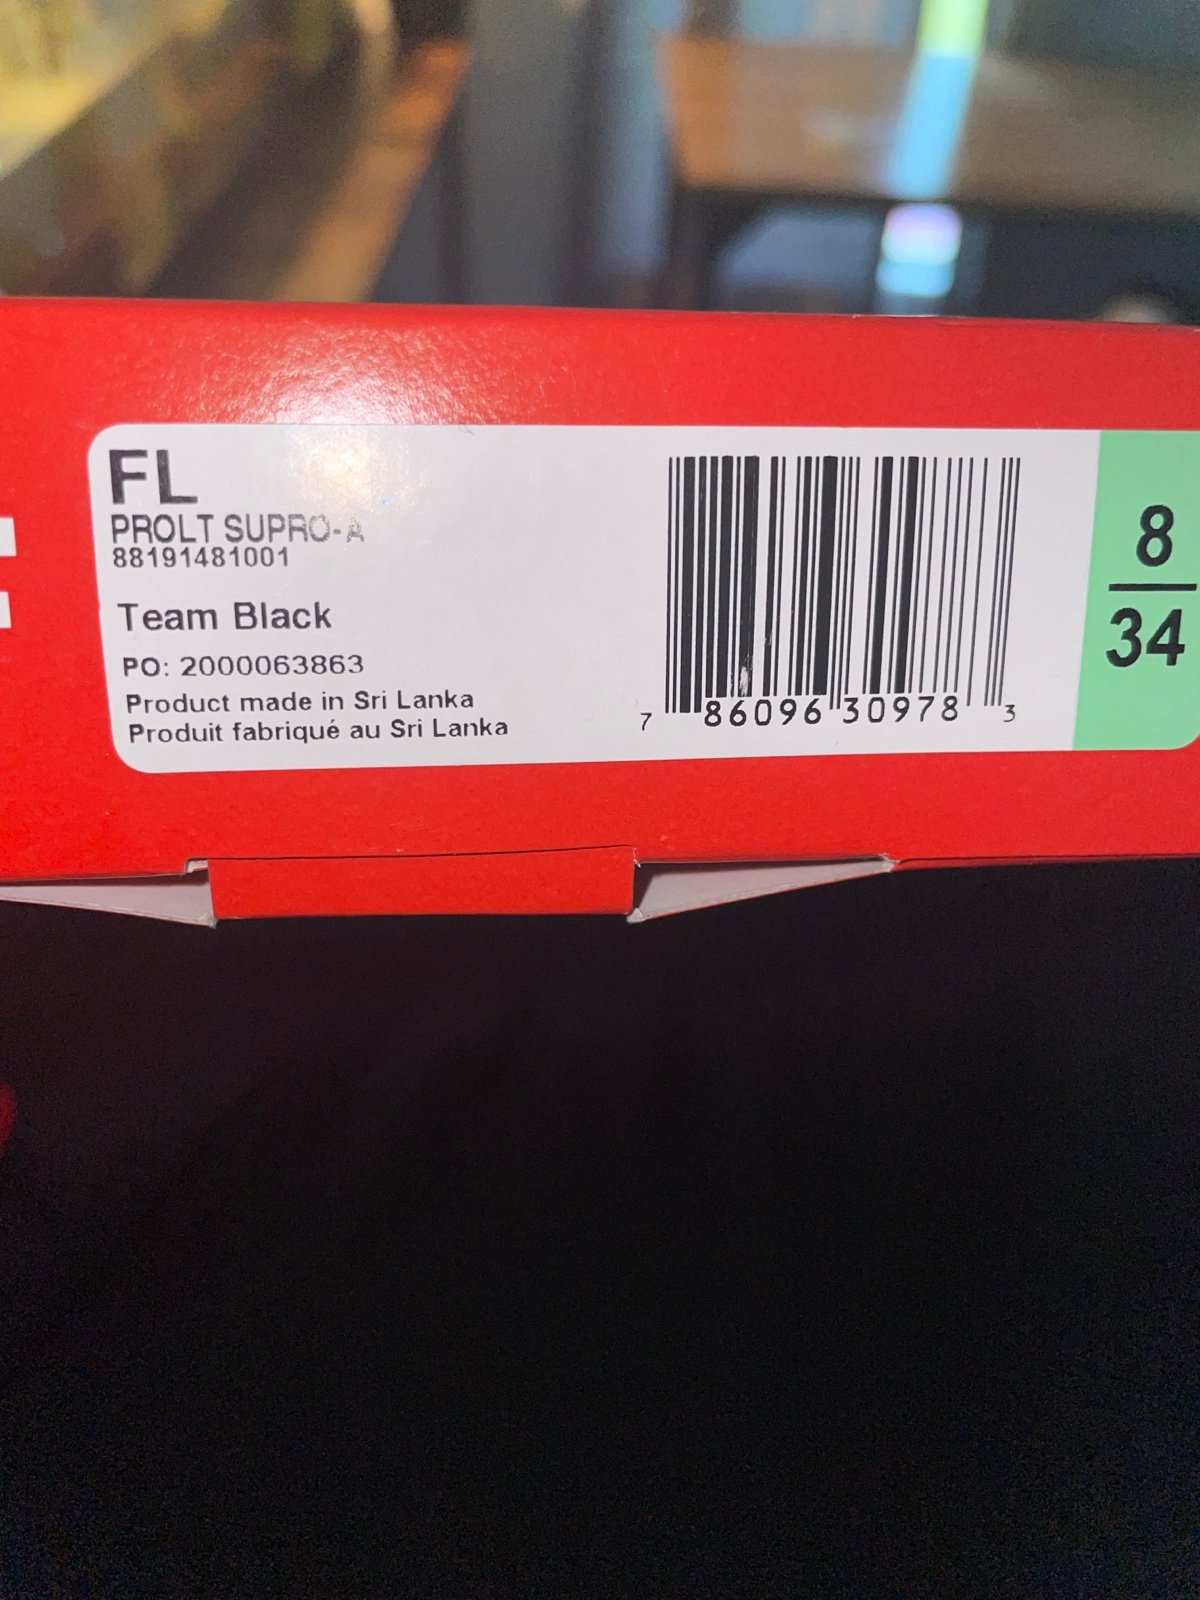 FL
PROLT SUPRO-A
88191481001
Team Black
PO: 2000063863
Product made in Sri Lanka
Produit fabriqué au Sri Lanka
7 86096 30978 3
8
34